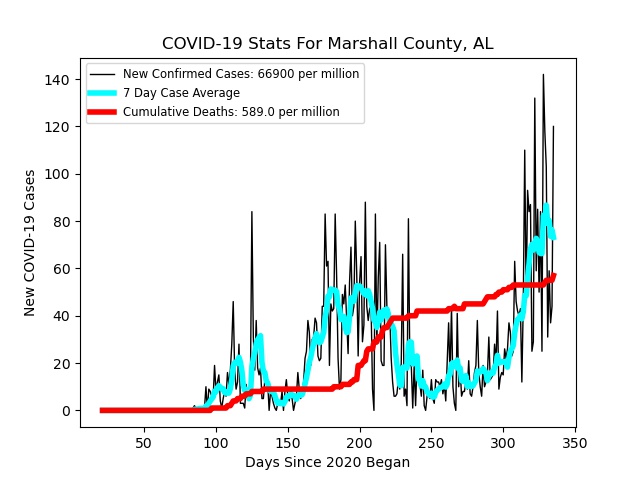 COVID-19 Stats For Marshall County, AL
New Confirmed Cases: 66900 per million
7 Day Case Average
Cumulative Deaths: 589.0 per million
New COVID-19 Cases
140
120
100
80
60
40
20
0
50
100
150
200
250
300
350
Days Since 2020 Began